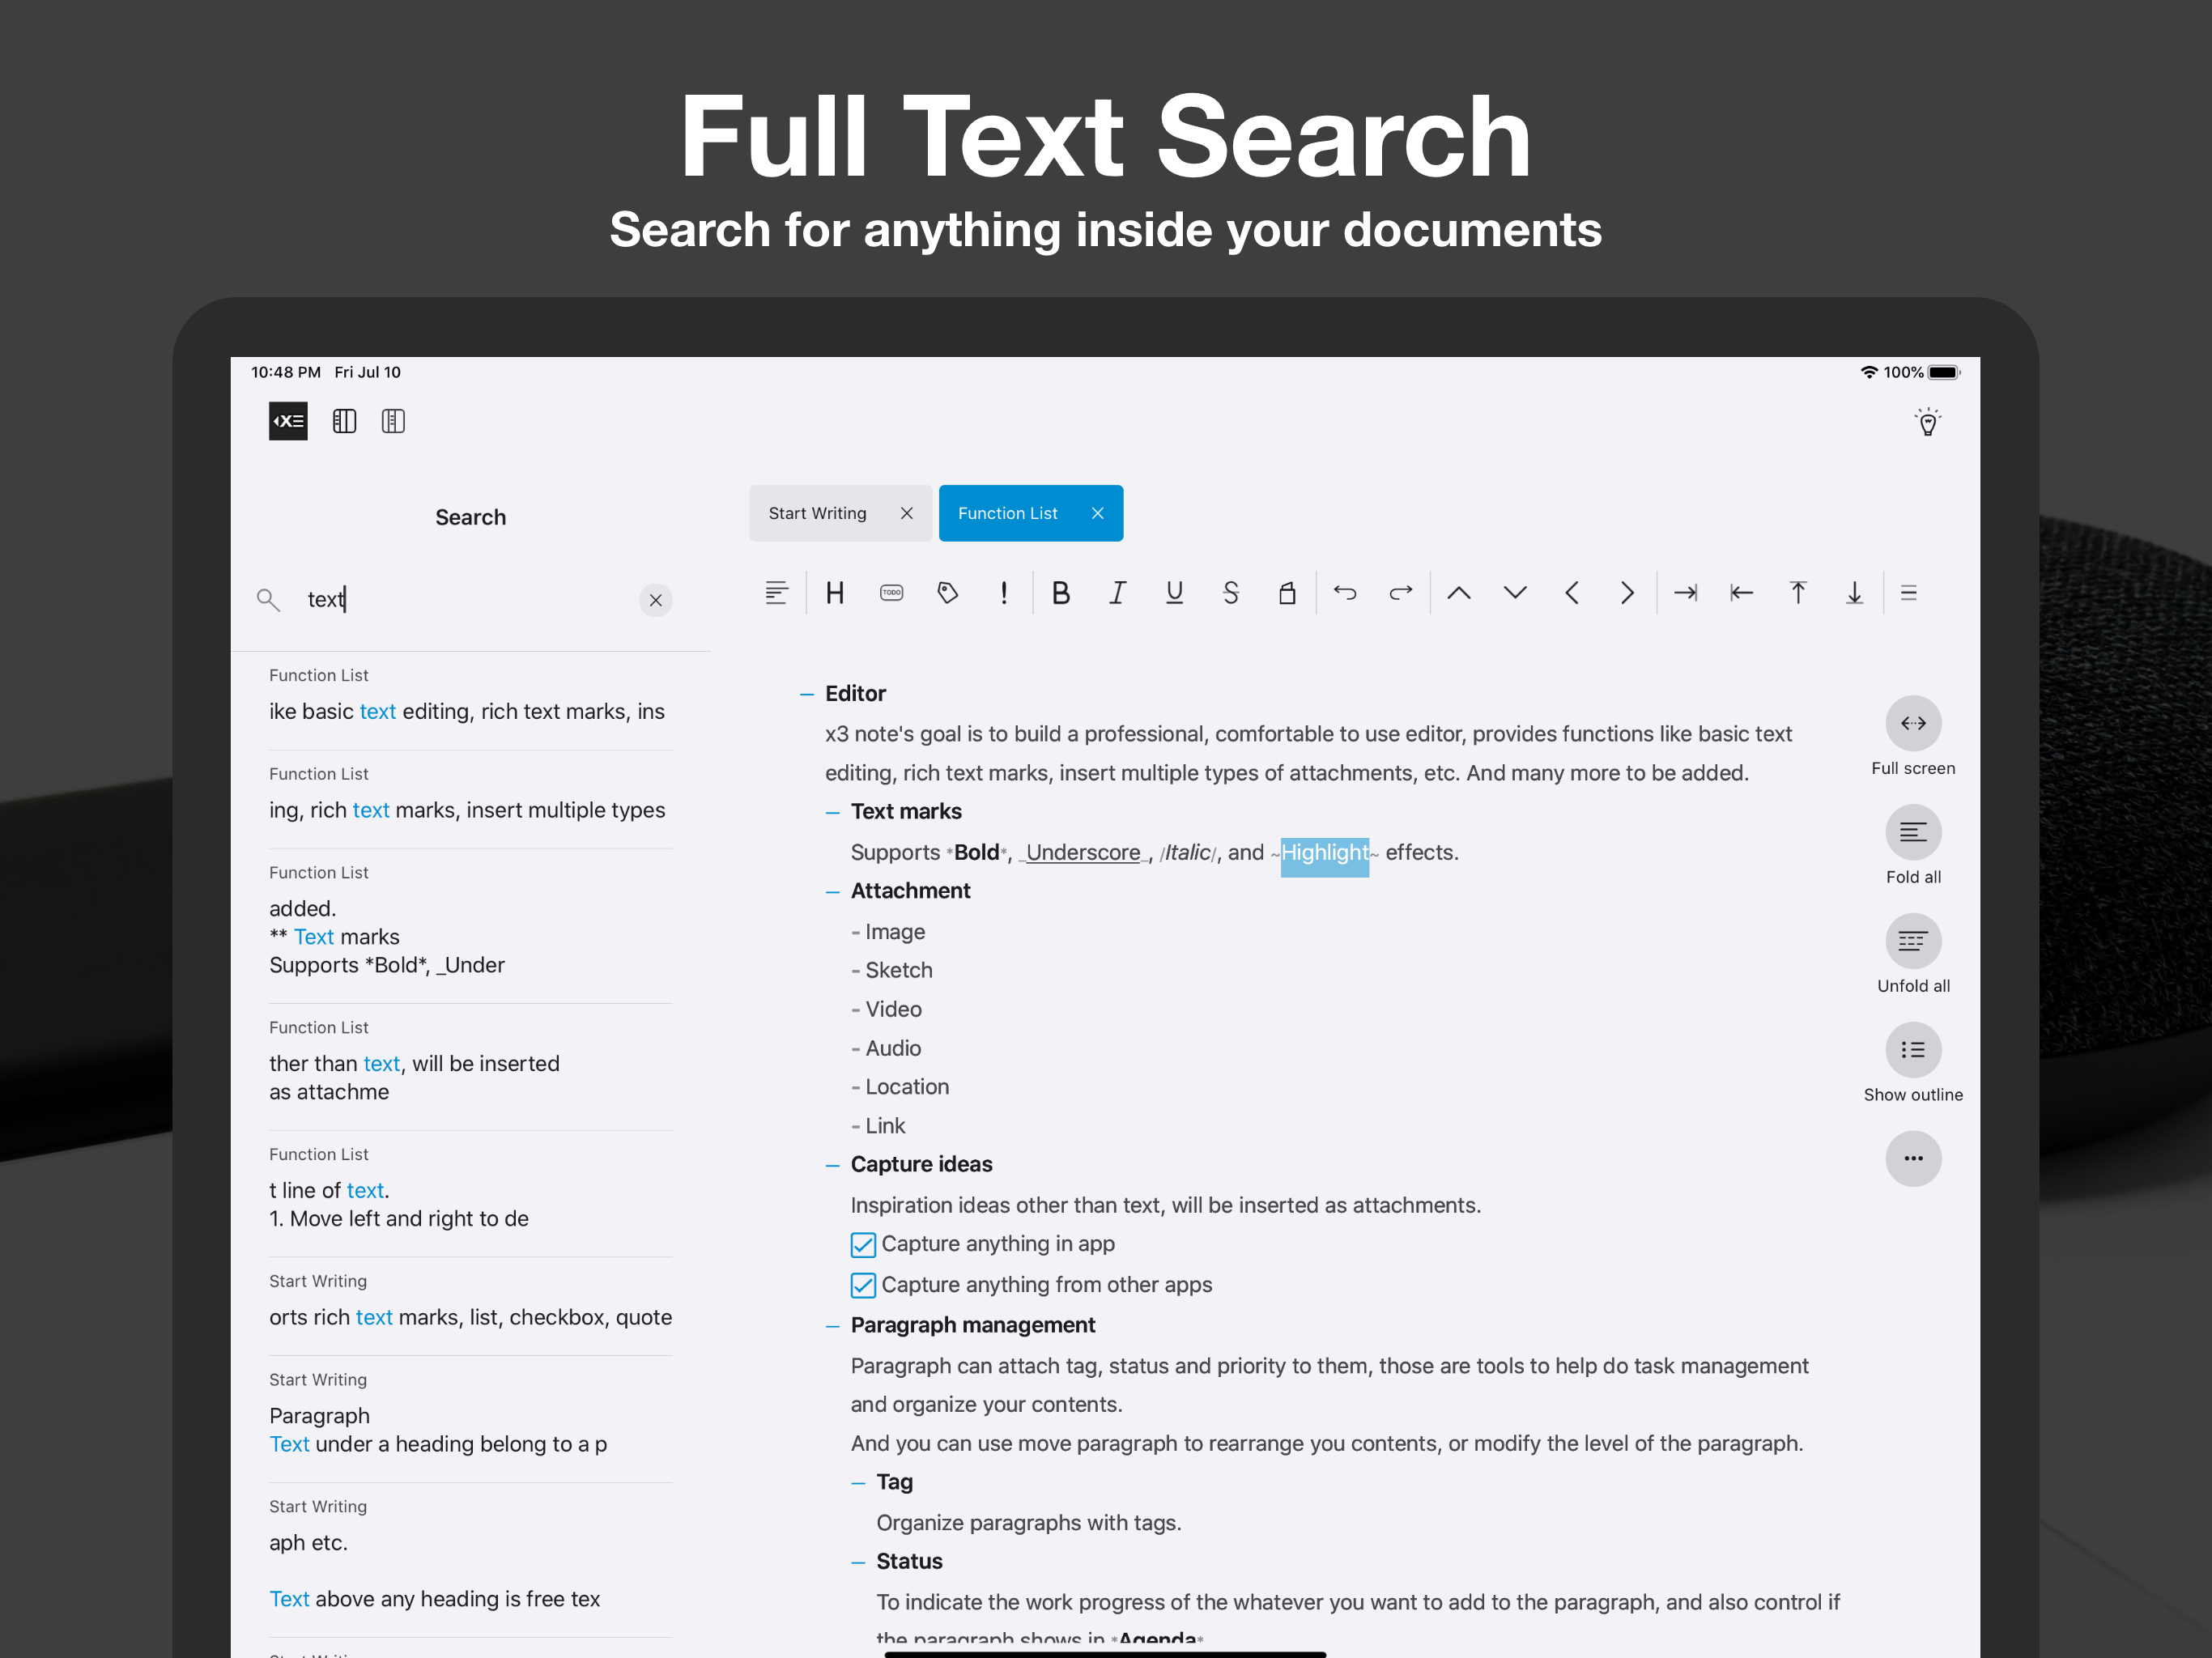 Full Text Search
Search for anything inside your documents
10:48 PM Fri Jul 10
100%
Search
text
Function List
ike basic text editing, rich text marks, ins
Function List
ing, rich text marks, insert multiple types
Function List
added.
** Text marks
Supports *Bold*, _Under
Function List
ther than text, will be inserted
as attachme
Function List
t line of text.
1. Move left and right to de
Start Writing
orts rich text marks, list, checkbox, quote
Start Writing
Paragraph
Text under a heading belong to a p
Start Writing
aph etc.
Text above any heading is free tex
Start Writing
Function List
H TODO ! B I U S
Editor
x3 note's goal is to build a professional, comfortable to use editor, provides functions like basic text
editing, rich text marks, insert multiple types of attachments, etc. And many more to be added.
Text marks
Supports *Bold*, _Underscore_, /Italic/, and ~Highlight~ effects.
Attachment
- Image
- Sketch
- Video
- Audio
- Location
- Link
Capture ideas
Inspiration ideas other than text, will be inserted as attachments.
Capture anything in app
Capture anything from other apps
Paragraph management
Paragraph can attach tag, status and priority to them, those are tools to help do task management
and organize your contents.
And you can use move paragraph to rearrange you contents, or modify the level of the paragraph.
Tag
Organize paragraphs with tags.
Status
To indicate the work progress of the whatever you want to add to the paragraph, and also control if
the paragraph shows in *Agenda*
Full screen
Fold all
Unfold all
Show outline